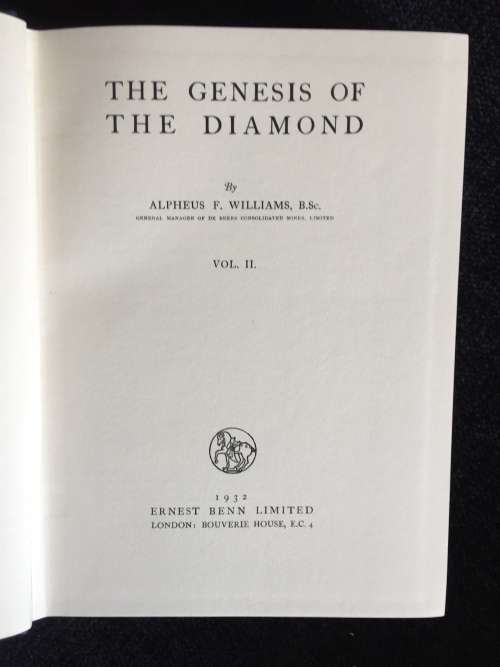 THE GENESIS OF
THE DIAMOND
By
ALPHEUS F. WILLIAMS, B.Sc.
GENERAL MANAGER OF DE BEERS CONSOLIDATED MINES, LIMITED
VOL. II.
1932
ERNEST BENN LIMITED
LONDON: BOUVERIE HOUSE, E.C. 4